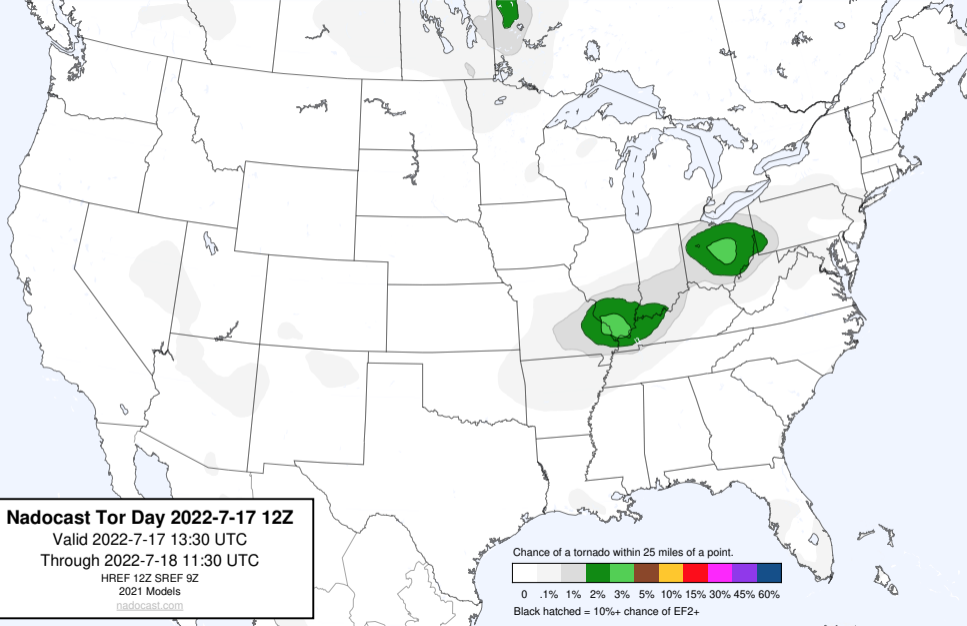 Nadocast Tor Day 2022-7-17 12Z
Valid 2022-7-17 13:30 UTC
Through 2022-7-18 11:30 UTC
HREF 12Z SREF 9Z
2021 Models
nadocast.com
Chance of a tornado within 25 miles of a point.
0 .1% 1% 2% 3% 5% 10% 15% 30% 45% 60%
Black hatched = 10%+ chance of EF2+